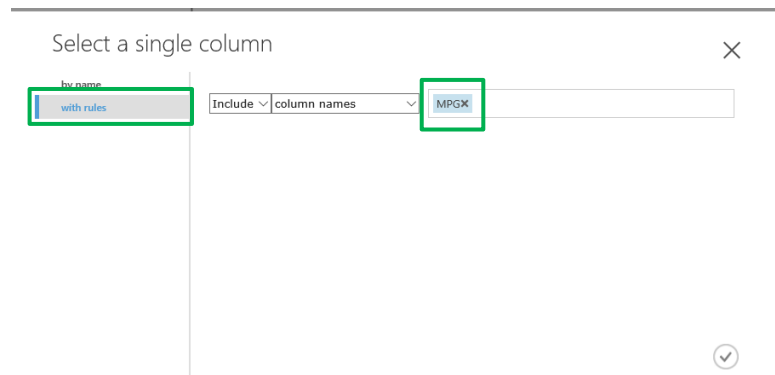 Select a single column
by name
with rules
Include column names MPG